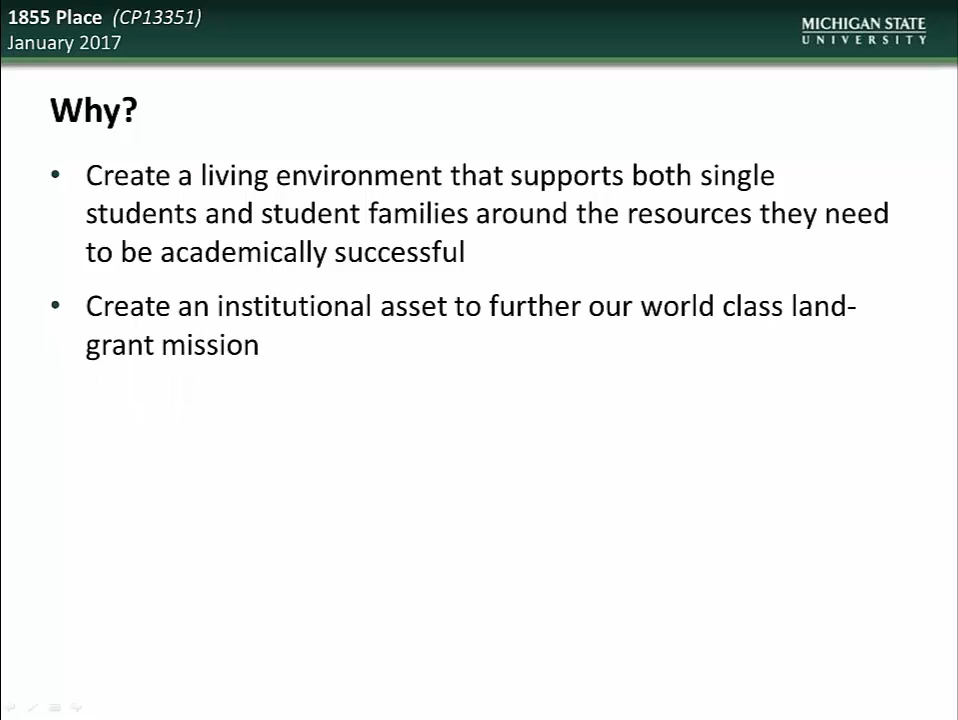 1855 Place (CP13351)
January 2017
MICHIGAN STATE
UNIVERSITY
Why?
• Create a living environment that supports both single
students and student families around the resources they need
to be academically successful
• Create an institutional asset to further our world class land-
grant mission